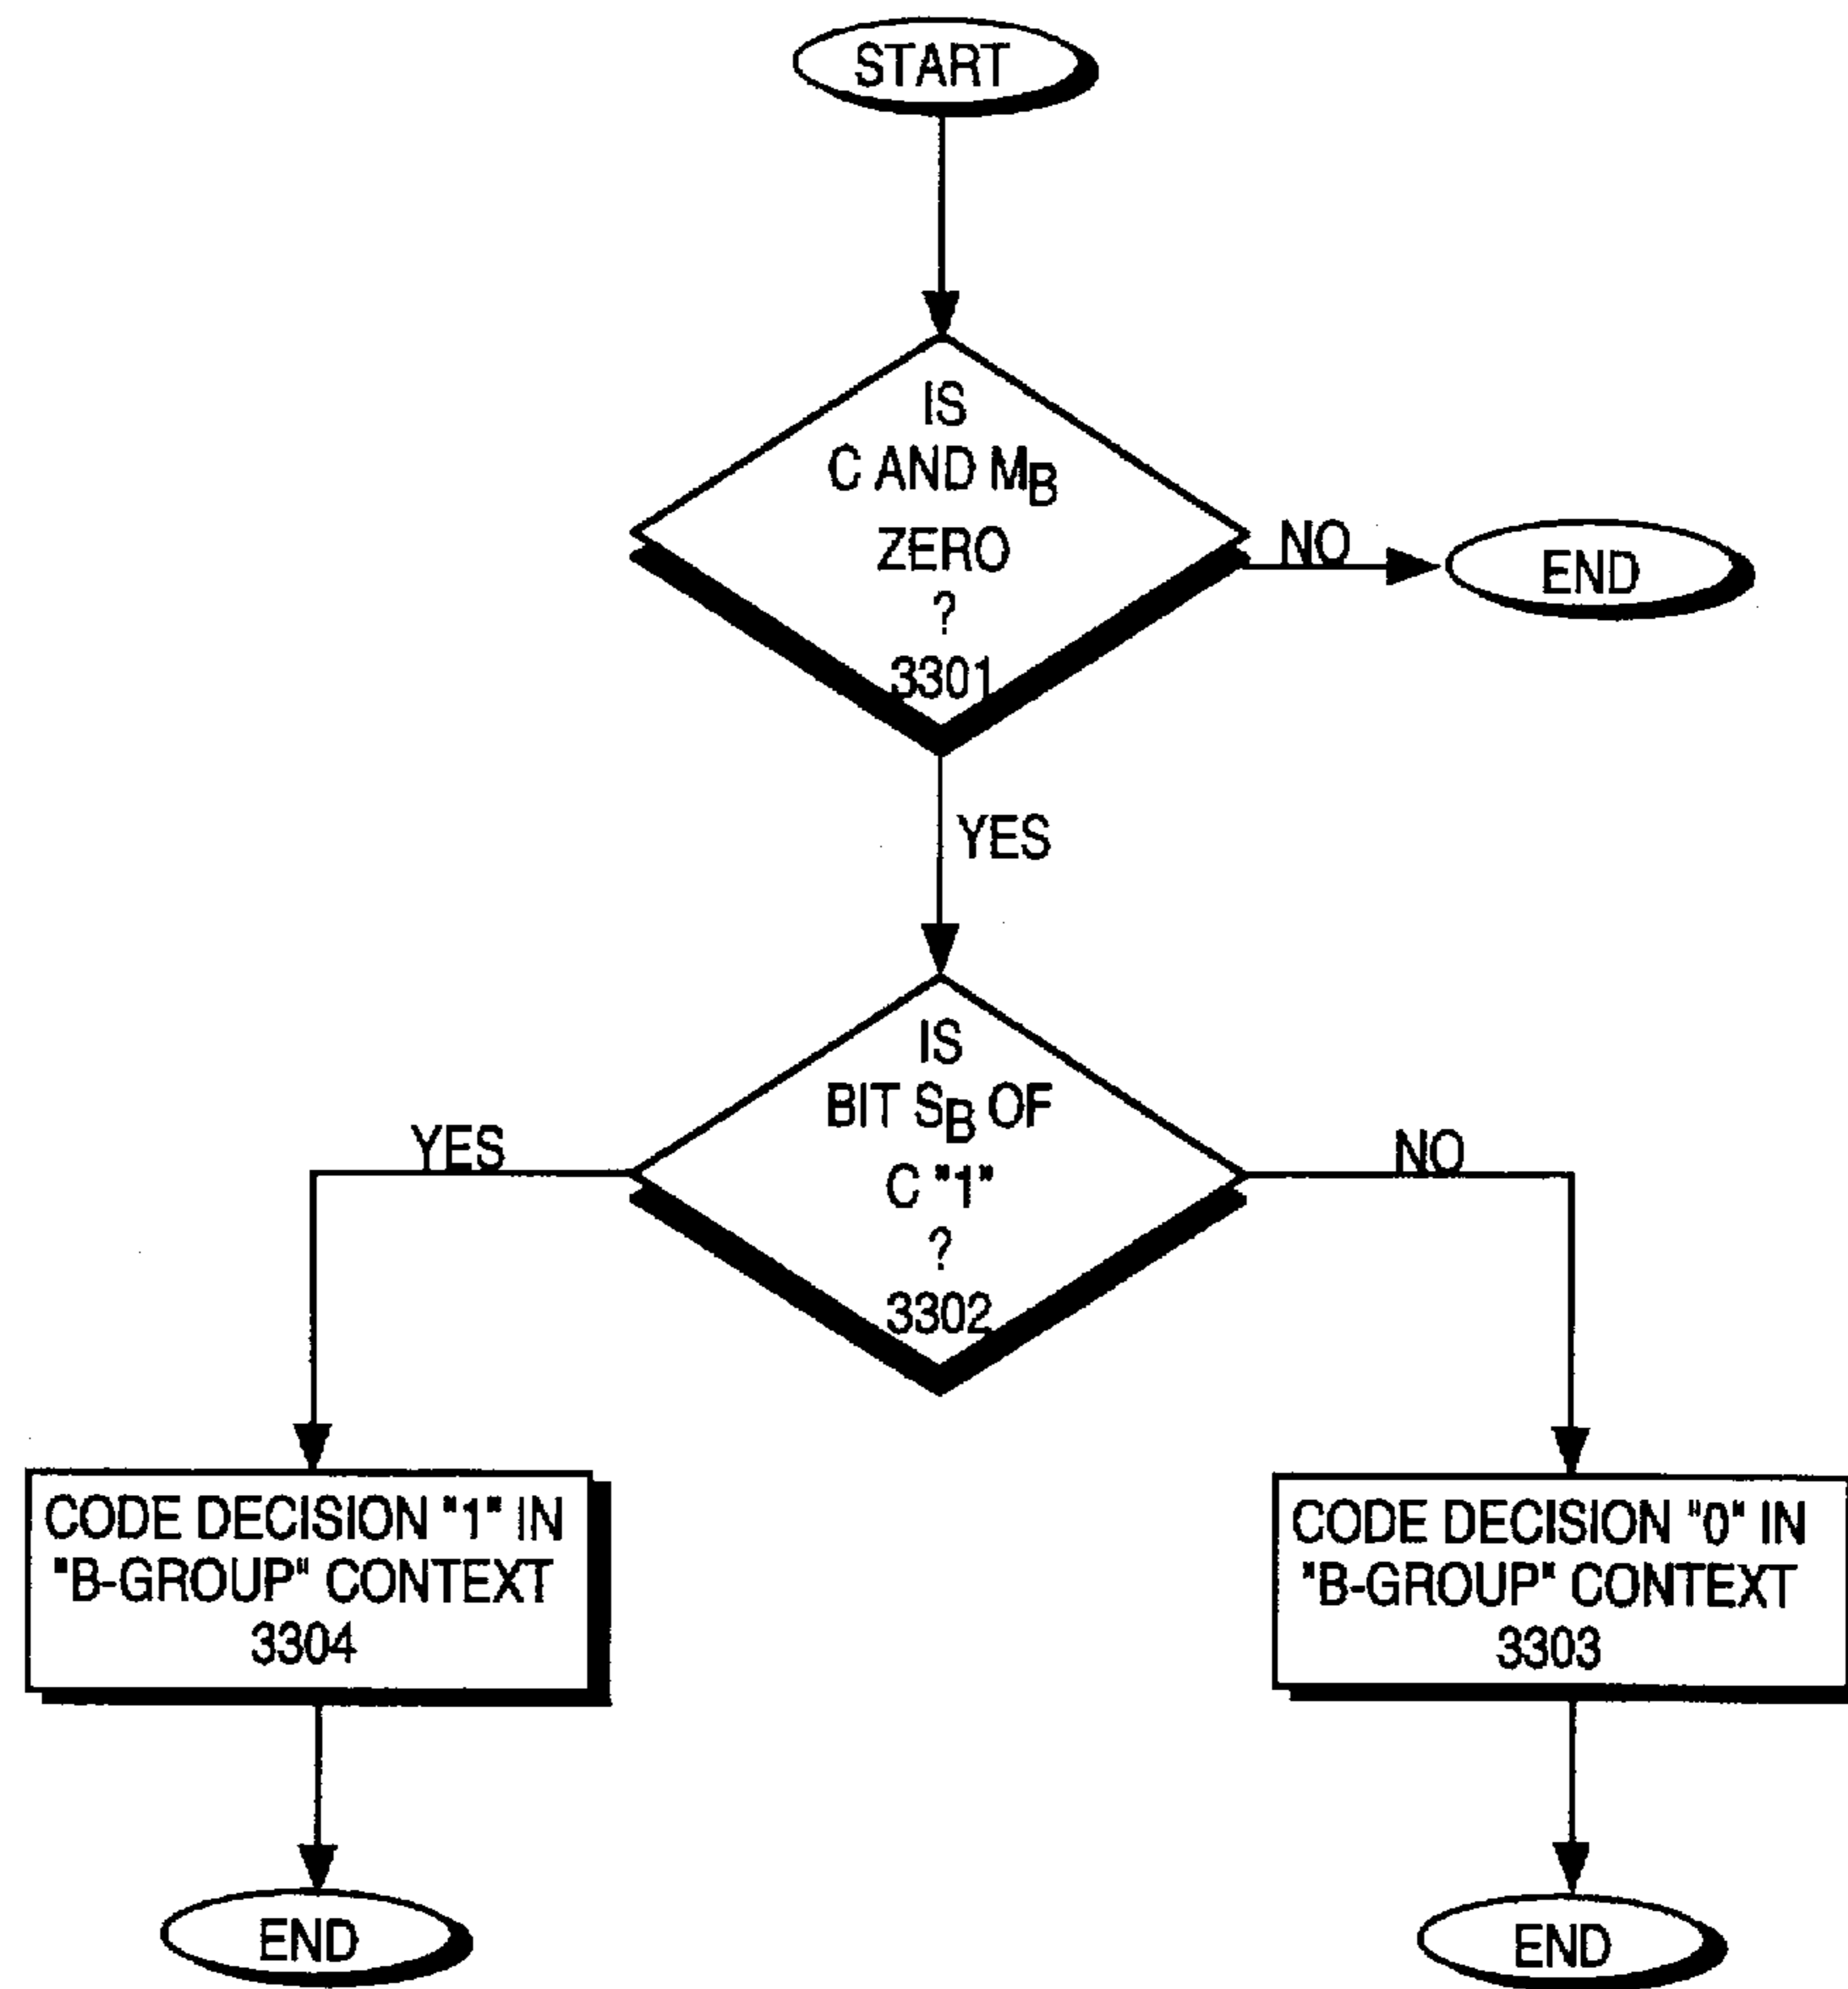 START
IS
C AND MB
ZERO
?
3301
NO
END
YES
IS
BIT SB OF
C "1"
?
3302
YES
NO
CODE DECISION "1" IN
"B-GROUP" CONTEXT
3304
CODE DECISION "0" IN
"B-GROUP" CONTEXT
3303
END
END